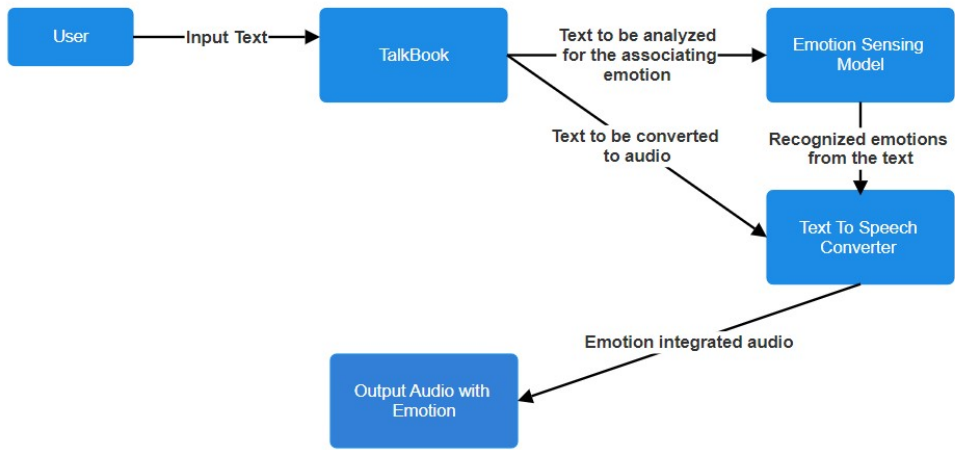 User
Input Text
TalkBook
Text to be analyzed
for the associating
emotion
Emotion Sensing
Model
Text to be converted
to audio
Recognized emotions
from the text
Text To Speech
Converter
Emotion integrated audio
Output Audio with
Emotion